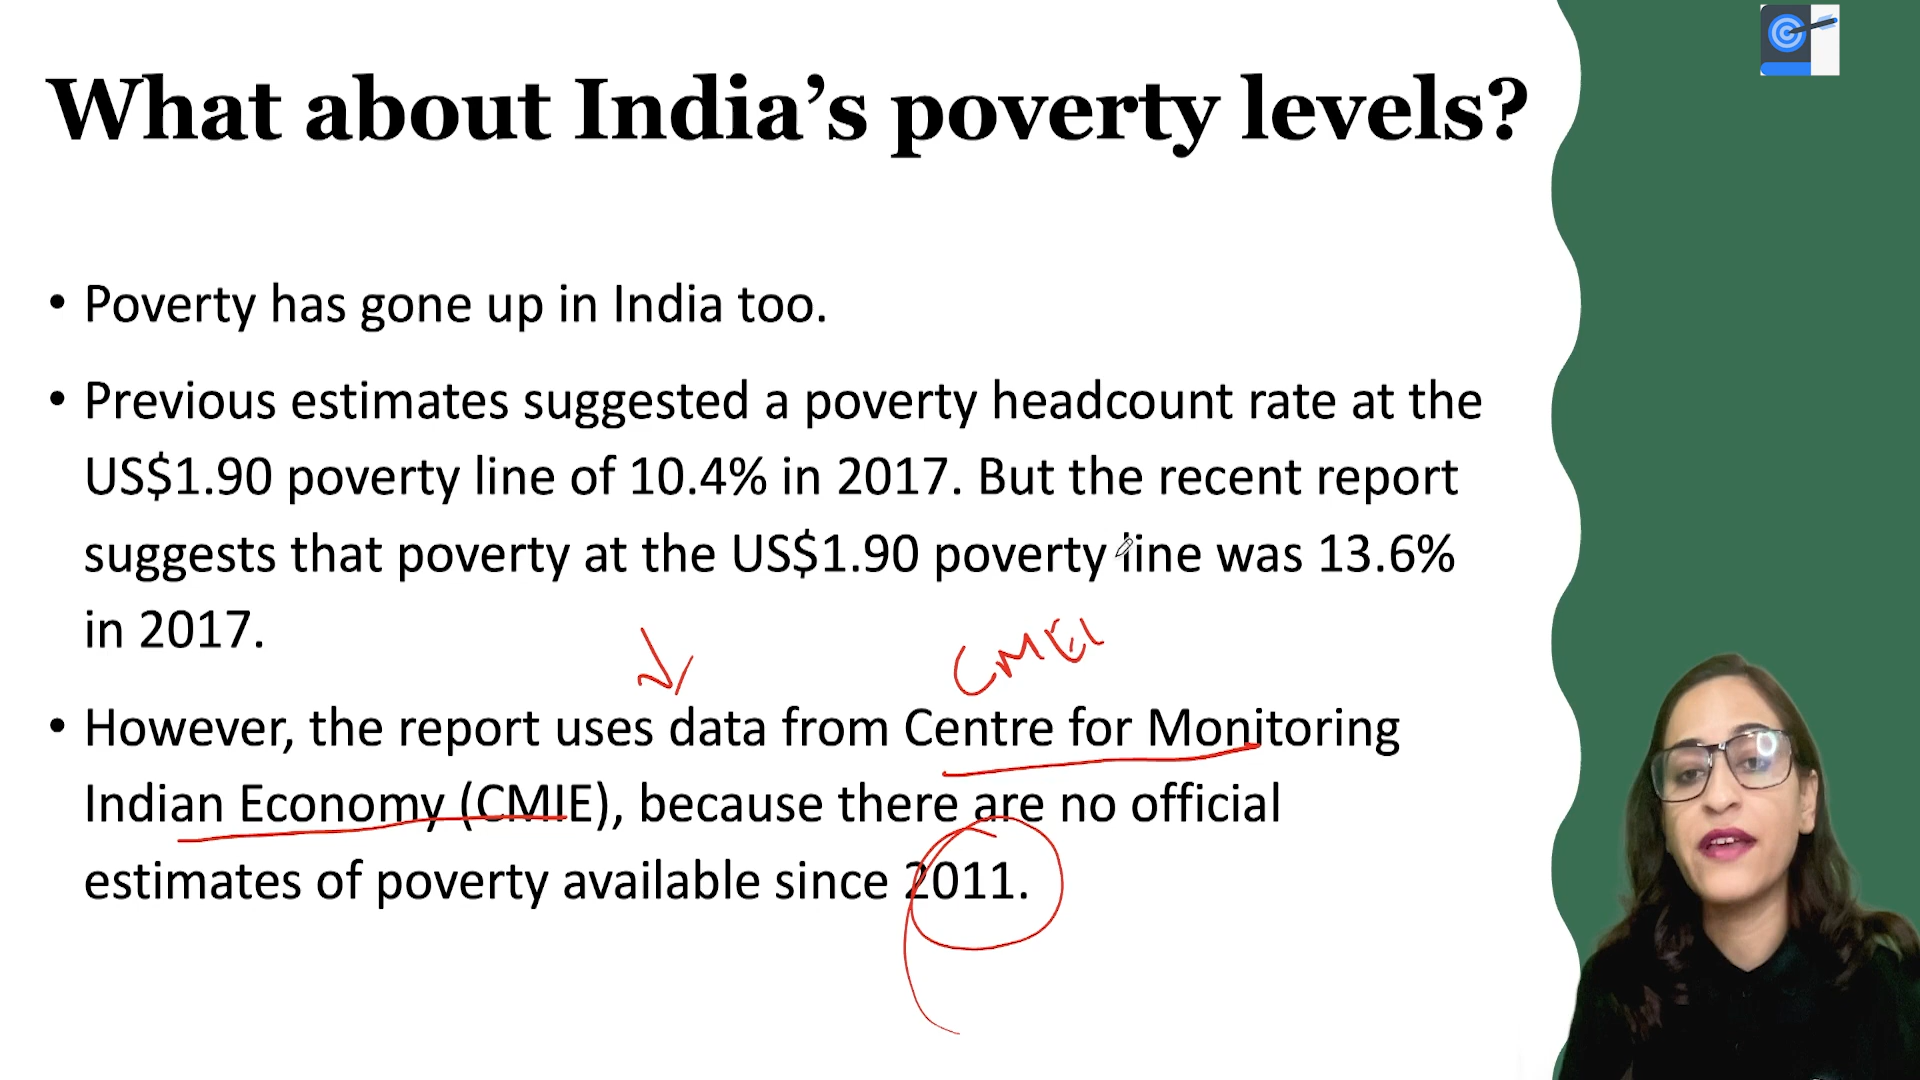 What about India’s poverty levels?
• Poverty has gone up in India too.
• Previous estimates suggested a poverty headcount rate at the
US$1.90 poverty line of 10.4% in 2017. But the recent report
suggests that poverty at the US$1.90 poverty line was 13.6%
in 2017.
CMEI
• However, the report uses data from Centre for Monitoring
Indian Economy (CMIE), because there are no official
estimates of poverty available since 2011.